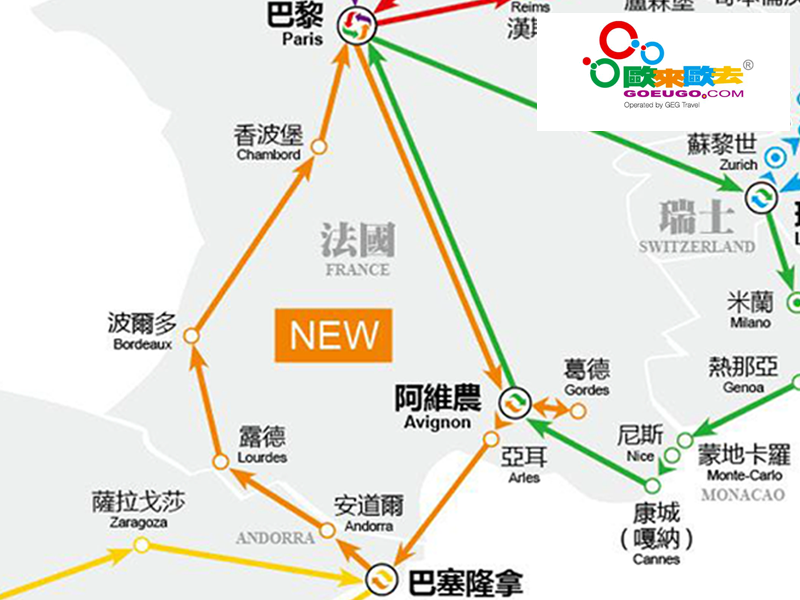 巴黎
Paris
Reims
漢斯
歐來歐去®
GOEUGO.COM
Operated by GEG Travel
香波堡
Chambord
蘇黎世
Zurich
法國
FRANCE
瑞士
SWITZERLAND
波爾多
Bordeaux
NEW
米蘭
Milano
熱那亞
Genoa
葛德
Gordes
阿維農
Avignon
露德
Lourdes
亞耳
Arles
尼斯
Nice
蒙地卡羅
Monte-Carlo
MONACAO
薩拉戈莎
Zaragoza
安道爾
Andorra
ANDORRA
康城
(嘎納)
Cannes
巴塞隆拿